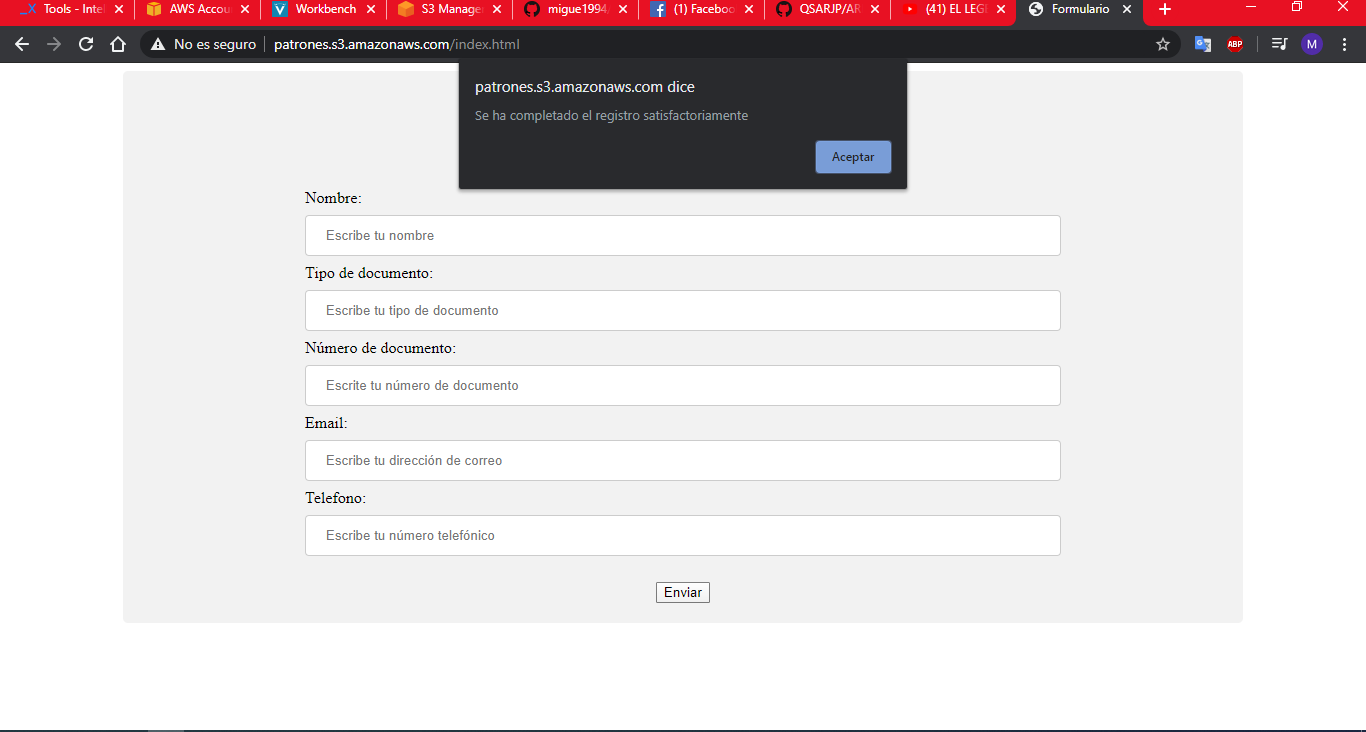 _X Tools - Intel
AWS Accou
Workbench
S3 Manage
migue1994
(1) Faceboo
QSARJP/AR
(41) EL LEGI
Formulario
No es seguro
patrones.s3.amazonaws.com/index.html
ABP
M
patrones.s3.amazonaws.com dice
Se ha completado el registro satisfactoriamente
Aceptar
Nombre:
Escribe tu nombre
Tipo de documento:
Escribe tu tipo de documento
Número de documento:
Escrite tu número de documento
Email:
Escribe tu dirección de correo
Telefono:
Escribe tu número telefónico
Enviar